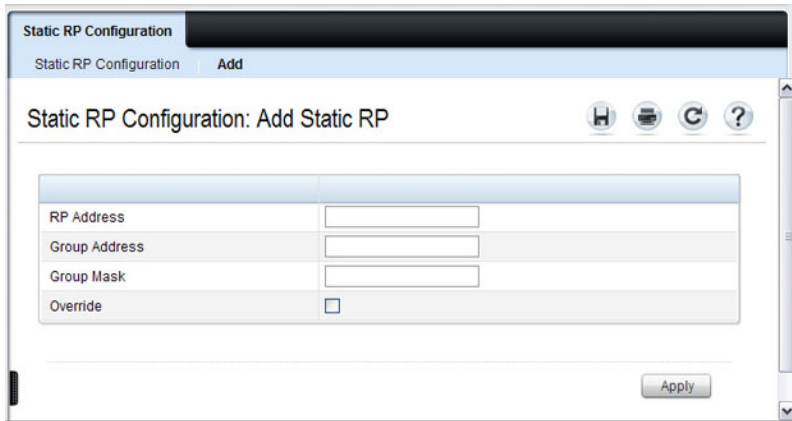 Static RP Configuration
Static RP Configuration Add
Static RP Configuration: Add Static RP
?
RP Address
Group Address
Group Mask
Override
Apply